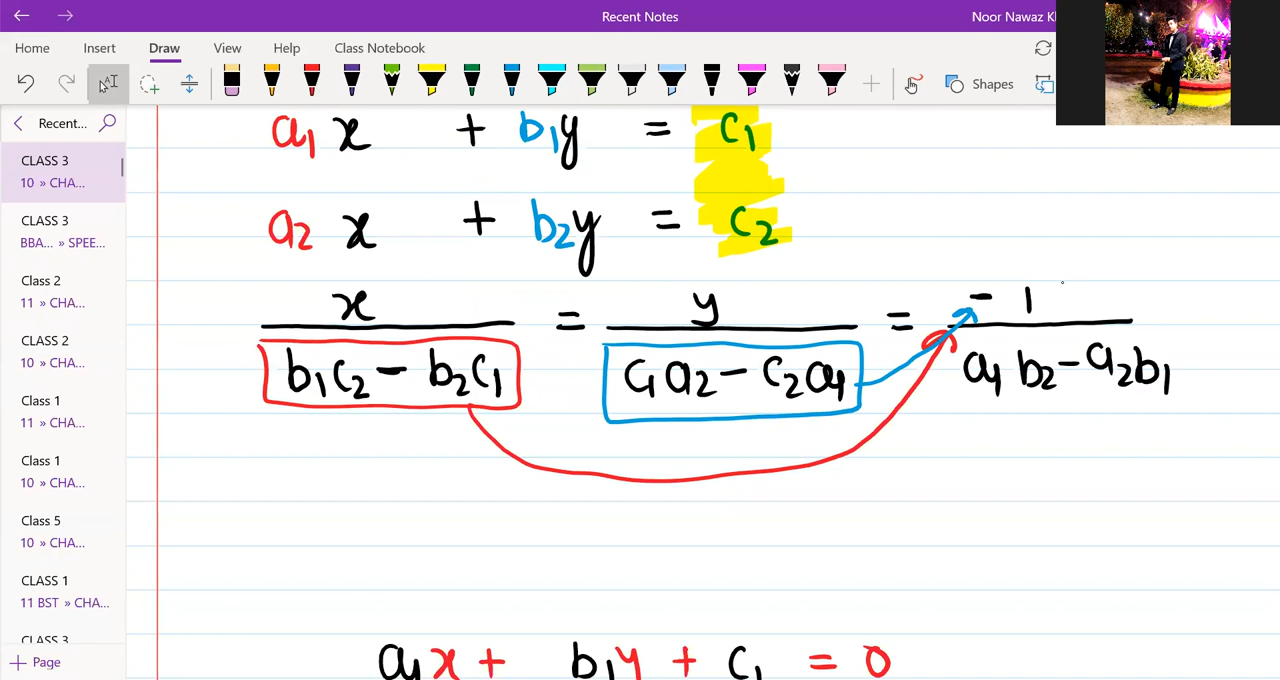 Recent Notes
Noor Nawaz Kh
Home Insert Draw View Help Class Notebook
Shapes
Recent...
CLASS 3
10 » CHA...
CLASS 3
BBA... » SPEE...
Class 2
11 » CHA...
CLASS 2
10 » CHA...
Class 1
11 » CHA...
Class 1
10 » CHA...
Class 5
10 » CHA...
CLASS 1
11 BST » CHA...
CLASS 3
+ Page
a₁x + b₁y = c₁
a₂x + b₂y = c₂
x / (b₁c₂ − b₂c₁) = y / (c₁a₂ − c₂a₁) = −1 / (a₁b₂ − a₂b₁)
a₁x + b₁y + c₁ = 0